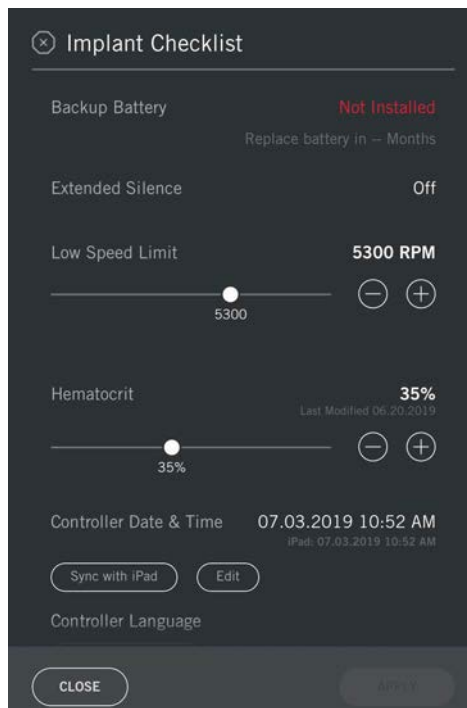 Implant Checklist
Backup Battery Not Installed
Replace battery in -- Months
Extended Silence Off
Low Speed Limit 5300 RPM
5300
Hematocrit 35%
Last Modified 06.20.2019
35%
Controller Date & Time 07.03.2019 10:52 AM
iPad: 07.03.2019 10:52 AM
Sync with iPad Edit
Controller Language
CLOSE APPLY